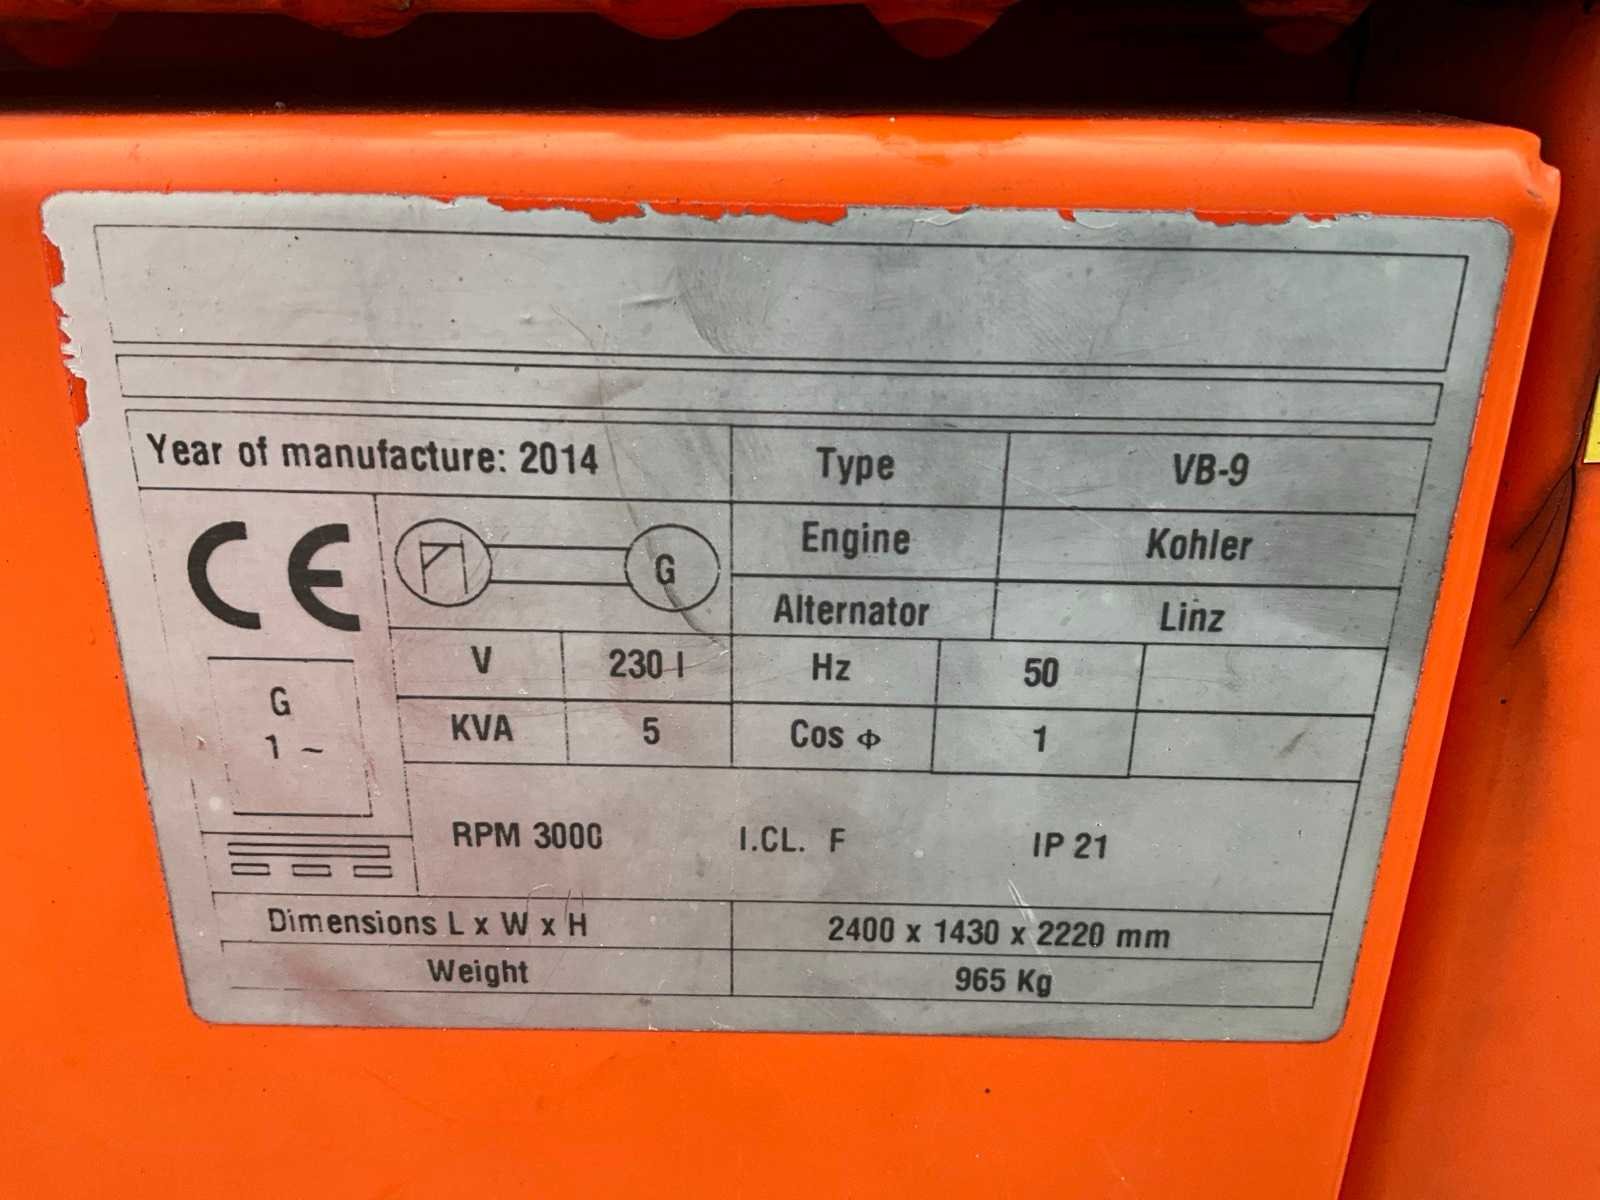 Year of manufacture: 2014 Type VB-9
CE
G
Engine Kohler
Alternator Linz
V 230 I Hz 50
G
1 ~
KVA 5 Cos Φ 1
RPM 3000 I.CL. F IP 21
Dimensions L x W x H 2400 x 1430 x 2220 mm
Weight 965 Kg